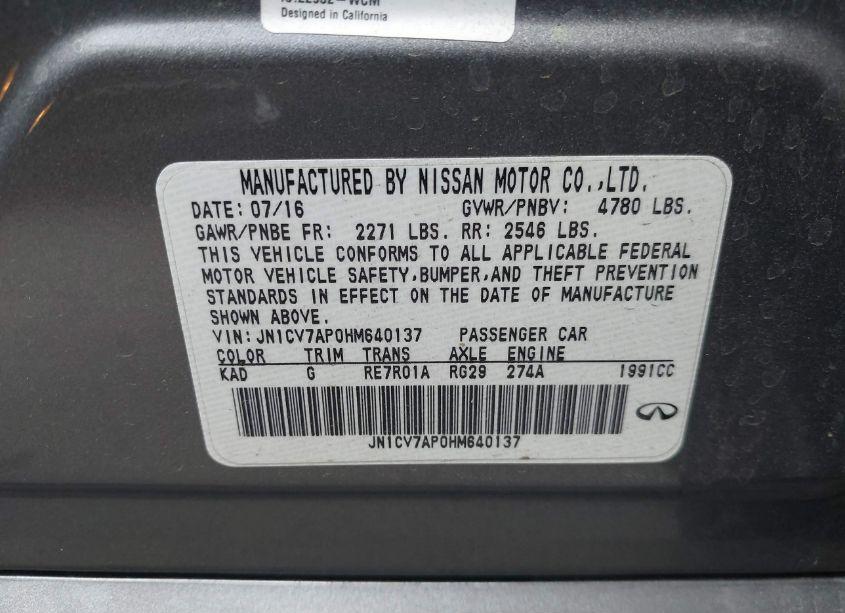 Designed in California
MANUFACTURED BY NISSAN MOTOR CO.,LTD.
DATE: 07/16 GVWR/PNBV: 4780 LBS.
GAWR/PNBE FR: 2271 LBS. RR: 2546 LBS.
THIS VEHICLE CONFORMS TO ALL APPLICABLE FEDERAL
MOTOR VEHICLE SAFETY,BUMPER,AND THEFT PREVENTION
STANDARDS IN EFFECT ON THE DATE OF MANUFACTURE
SHOWN ABOVE.
VIN:JN1CV7AP0HM640137 PASSENGER CAR
COLOR TRIM TRANS AXLE ENGINE
KAD G RE7R01A RG29 274A 1991CC
JN1CV7AP0HM640137